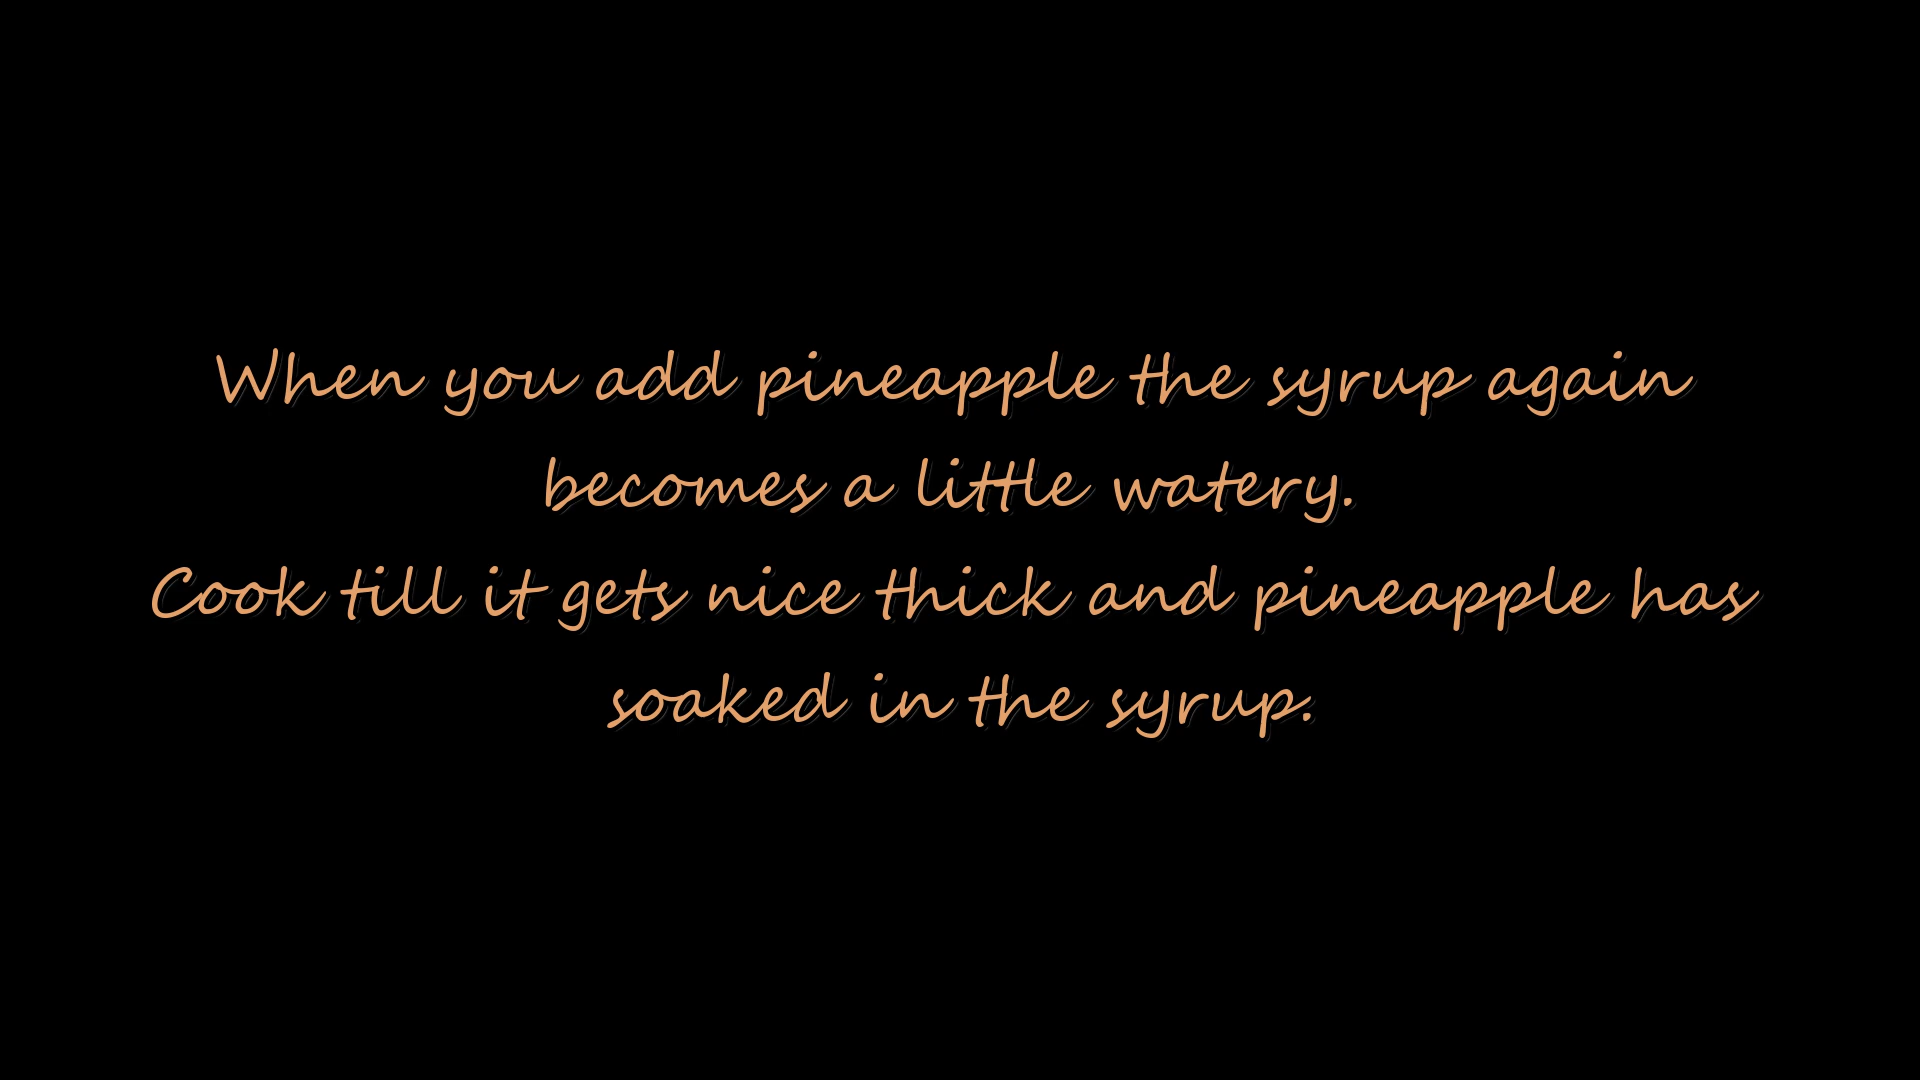 When you add pineapple the syrup again
becomes a little watery.
Cook till it gets nice thick and pineapple has
soaked in the syrup.